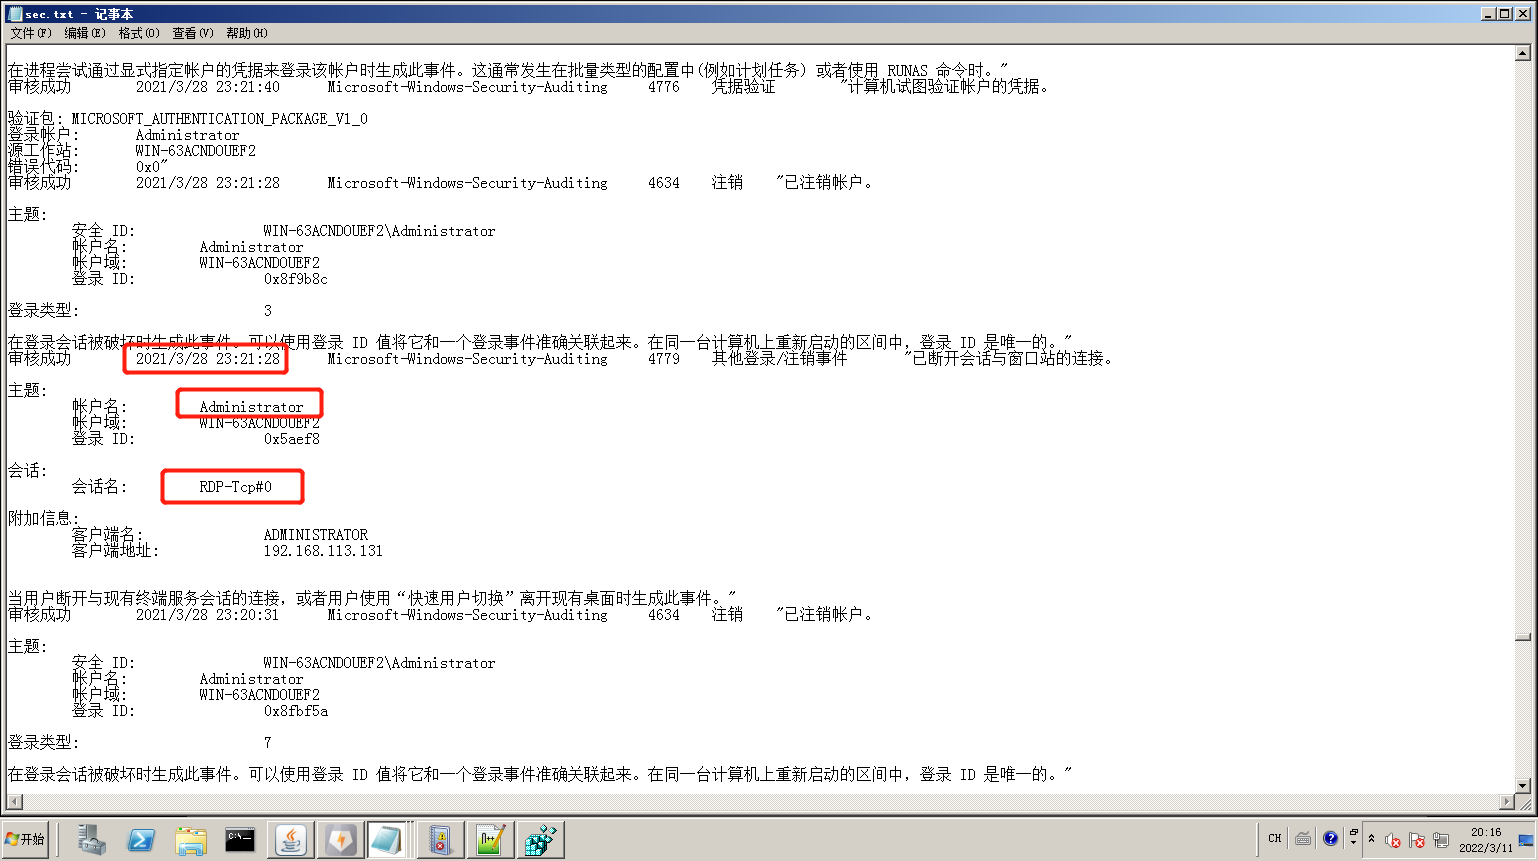 sec.txt - 记事本
文件(F) 编辑(E) 格式(O) 查看(V) 帮助(H)
在进程尝试通过显式指定帐户的凭据来登录该帐户时生成此事件。这通常发生在批量类型的配置中(例如计划任务) 或者使用 RUNAS 命令时。"
审核成功 2021/3/28 23:21:40 Microsoft-Windows-Security-Auditing 4776 凭据验证 "计算机试图验证帐户的凭据。
验证包: MICROSOFT_AUTHENTICATION_PACKAGE_V1_0
登录帐户: Administrator
源工作站: WIN-63ACNDOUEF2
错误代码: 0x0"
审核成功 2021/3/28 23:21:28 Microsoft-Windows-Security-Auditing 4634 注销 "已注销帐户。
主题:
安全 ID: WIN-63ACNDOUEF2\Administrator
帐户名: Administrator
帐户域: WIN-63ACNDOUEF2
登录 ID: 0x8f9b8c
登录类型: 3
在登录会话被破坏时生成此事件。可以使用登录 ID 值将它和一个登录事件准确关联起来。在同一台计算机上重新启动的区间中，登录 ID 是唯一的。"
审核成功 2021/3/28 23:21:28 Microsoft-Windows-Security-Auditing 4779 其他登录/注销事件 "已断开会话与窗口站的连接。
主题:
帐户名: Administrator
帐户域: WIN-63ACNDOUEF2
登录 ID: 0x5aef8
会话:
会话名: RDP-Tcp#0
附加信息:
客户端名: ADMINISTRATOR
客户端地址: 192.168.113.131
当用户断开与现有终端服务会话的连接，或者用户使用“快速用户切换”离开现有桌面时生成此事件。"
审核成功 2021/3/28 23:20:31 Microsoft-Windows-Security-Auditing 4634 注销 "已注销帐户。
主题:
安全 ID: WIN-63ACNDOUEF2\Administrator
帐户名: Administrator
帐户域: WIN-63ACNDOUEF2
登录 ID: 0x8fbf5a
登录类型: 7
在登录会话被破坏时生成此事件。可以使用登录 ID 值将它和一个登录事件准确关联起来。在同一台计算机上重新启动的区间中，登录 ID 是唯一的。"
开始 CH 20:16
2022/3/11